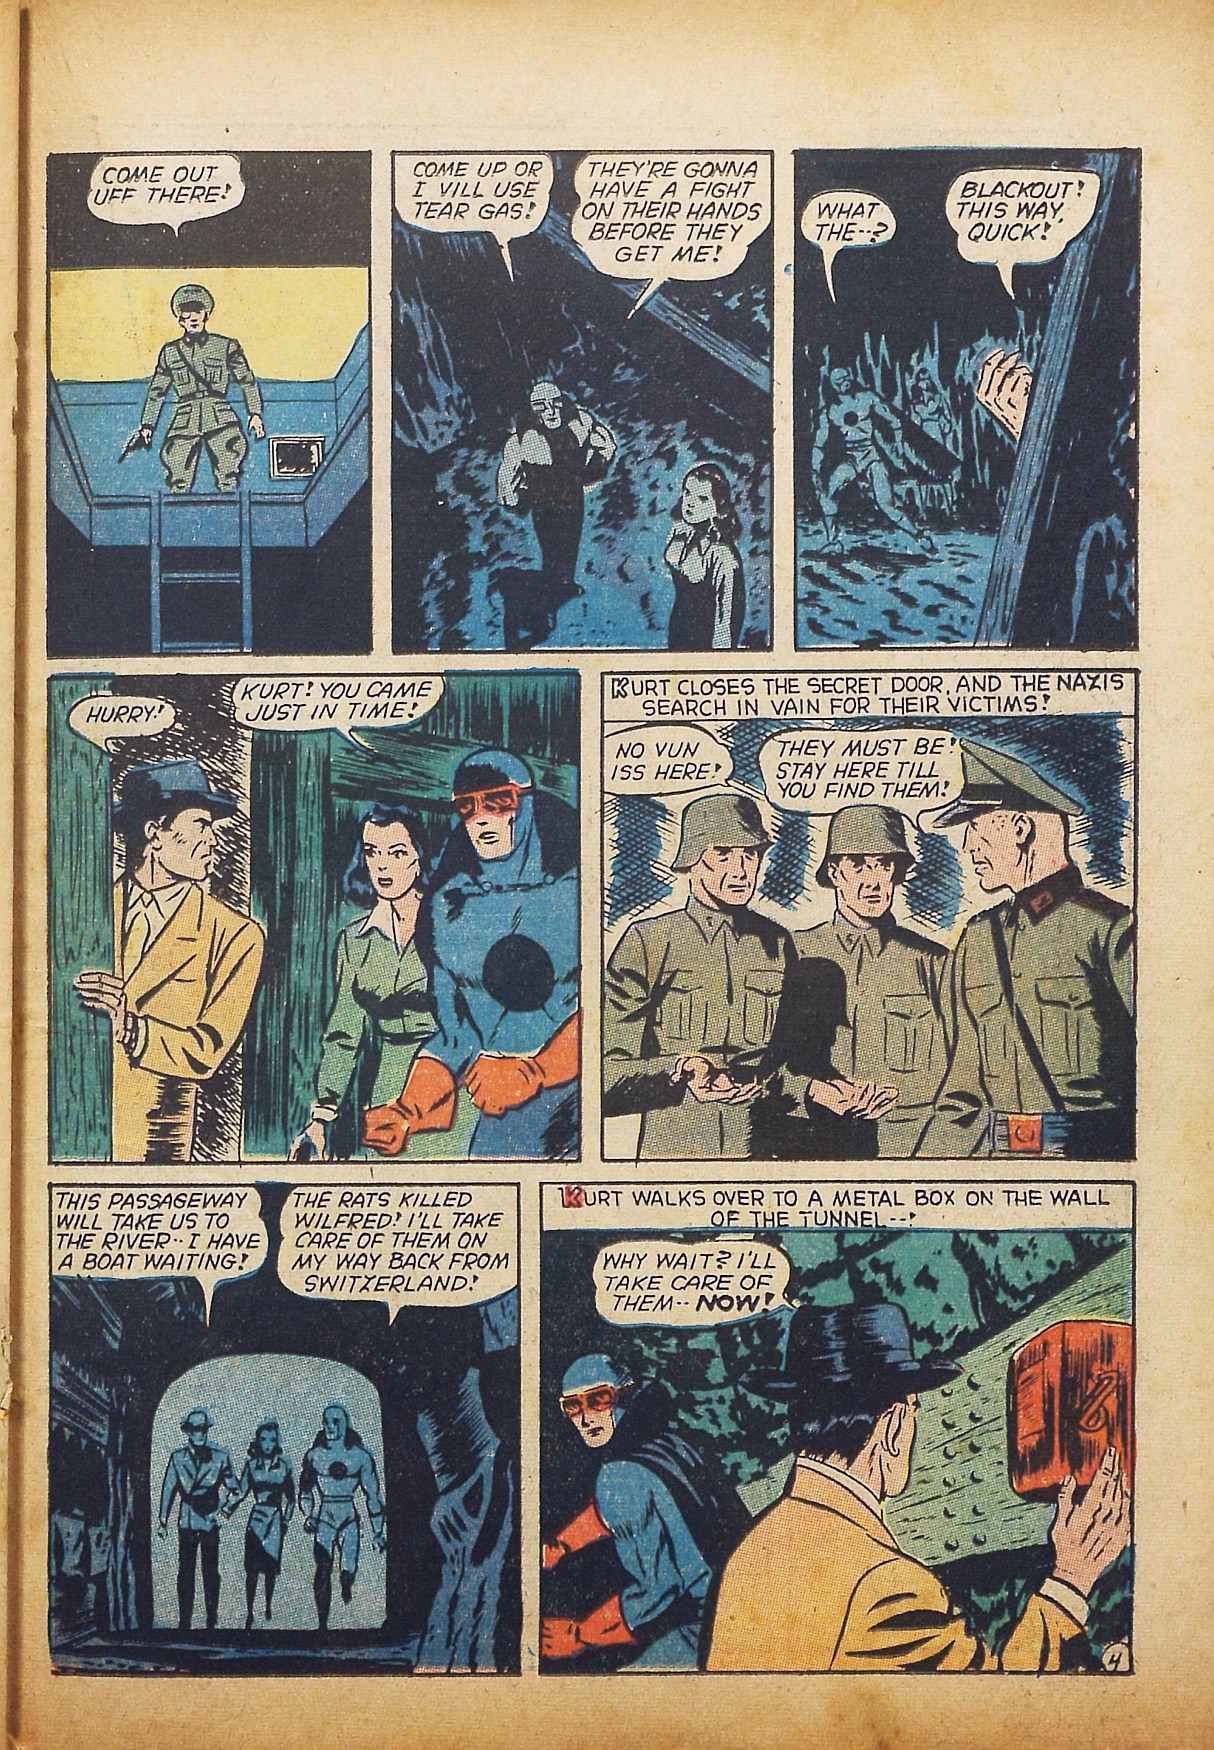 COME OUT
UFF THERE!
COME UP OR
I VILL USE
TEAR GAS!
THEY'RE GONNA
HAVE A FIGHT
ON THEIR HANDS
BEFORE THEY
GET ME!
WHAT
THE--?
BLACKOUT!
THIS WAY,
QUICK!
HURRY!
KURT! YOU CAME
JUST IN TIME!
KURT CLOSES THE SECRET DOOR, AND THE NAZIS
SEARCH IN VAIN FOR THEIR VICTIMS!
NO VUN
ISS HERE!
THEY MUST BE!
STAY HERE TILL
YOU FIND THEM!
THIS PASSAGEWAY
WILL TAKE US TO
THE RIVER-- I HAVE
A BOAT WAITING!
THE RATS KILLED
WILFRED! I'LL TAKE
CARE OF THEM ON
MY WAY BACK FROM
SWITZERLAND!
KURT WALKS OVER TO A METAL BOX ON THE WALL
OF THE TUNNEL--!
WHY WAIT? I'LL
TAKE CARE OF
THEM-- NOW!
4